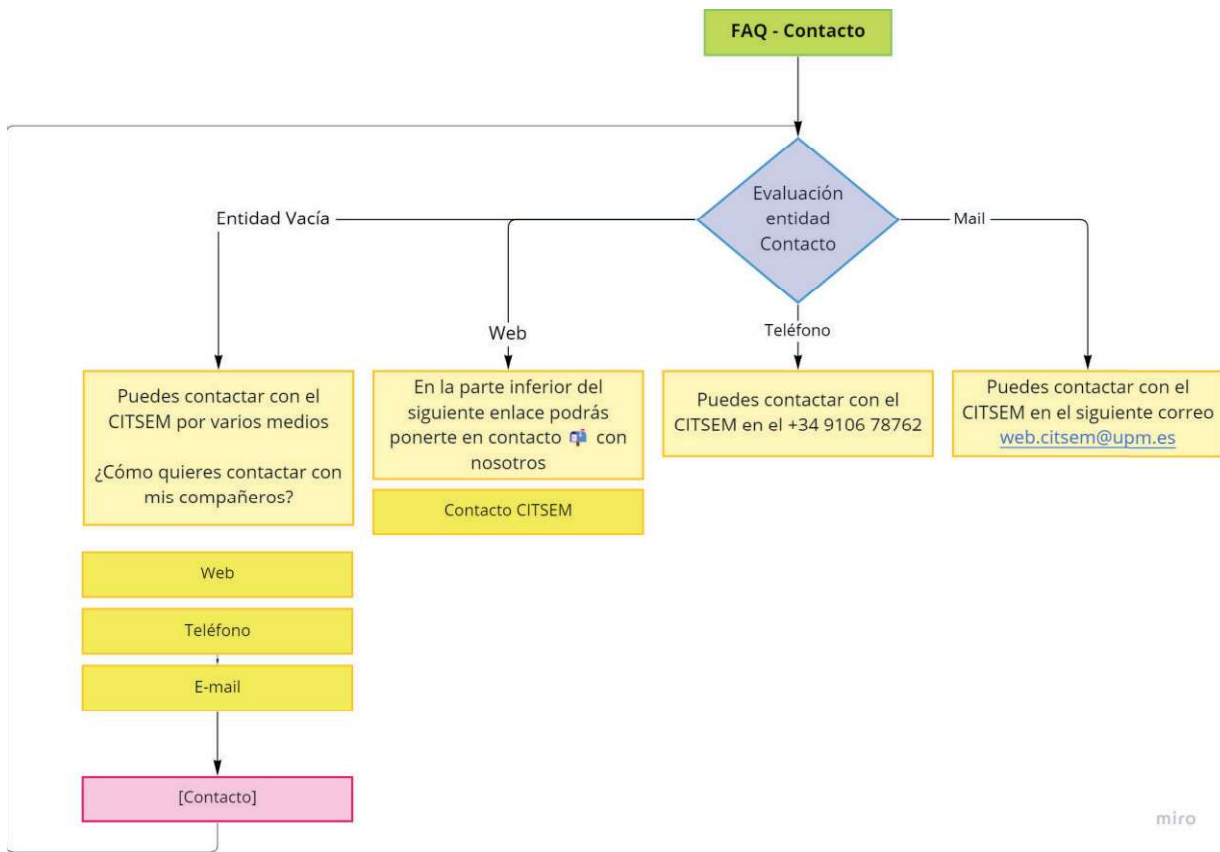 FAQ - Contacto
Evaluación
entidad
Contacto
Entidad Vacía
Web
Teléfono
Mail
Puedes contactar con el
CITSEM por varios medios
¿Cómo quieres contactar con
mis compañeros?
Web
Teléfono
E-mail
[Contacto]
En la parte inferior del
siguiente enlace podrás
ponerte en contacto 📬 con
nosotros
Contacto CITSEM
Puedes contactar con el
CITSEM en el +34 9106 78762
Puedes contactar con el
CITSEM en el siguiente correo
web.citsem@upm.es
miro